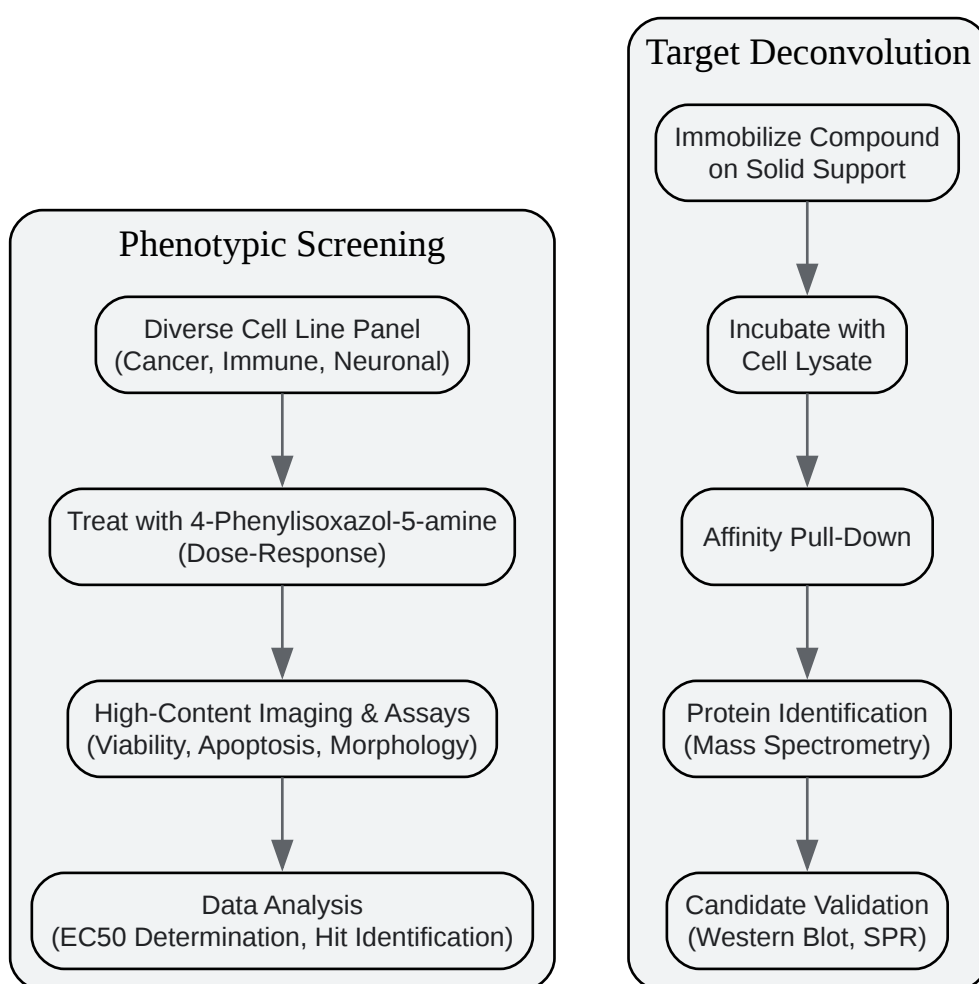 Phenotypic Screening
Diverse Cell Line Panel
(Cancer, Immune, Neuronal)
Treat with 4-Phenylisoxazol-5-amine
(Dose-Response)
High-Content Imaging & Assays
(Viability, Apoptosis, Morphology)
Data Analysis
(EC50 Determination, Hit Identification)
Target Deconvolution
Immobilize Compound
on Solid Support
Incubate with
Cell Lysate
Affinity Pull-Down
Protein Identification
(Mass Spectrometry)
Candidate Validation
(Western Blot, SPR)